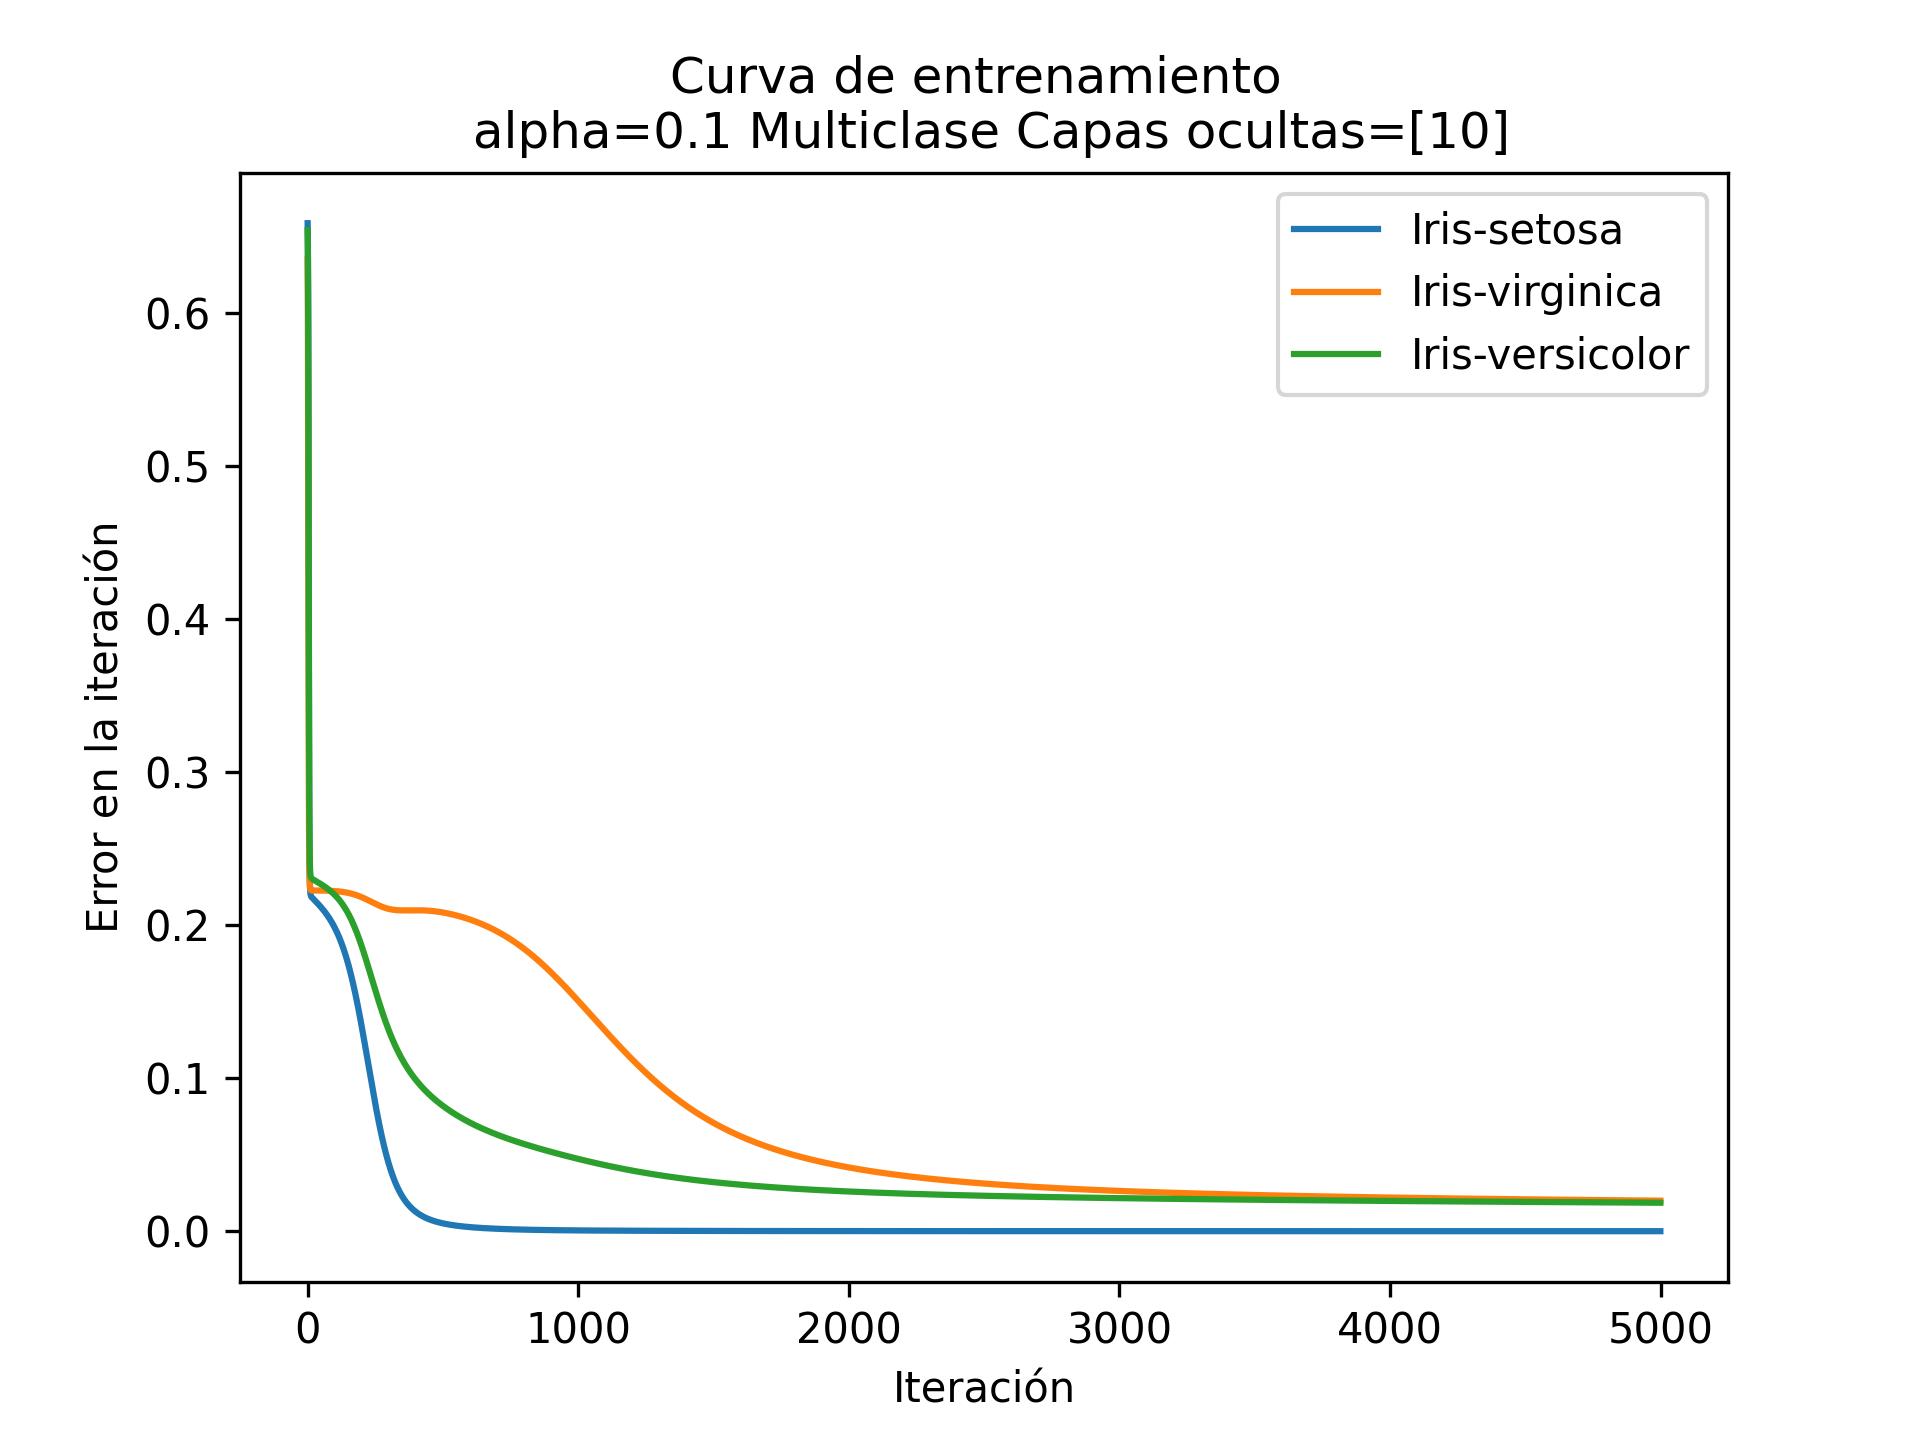 Curva de entrenamiento
alpha=0.1 Multiclase Capas ocultas=[10]
Iris-setosa
Iris-virginica
Iris-versicolor
Error en la iteración
0.6
0.5
0.4
0.3
0.2
0.1
0.0
0 1000 2000 3000 4000 5000
Iteración